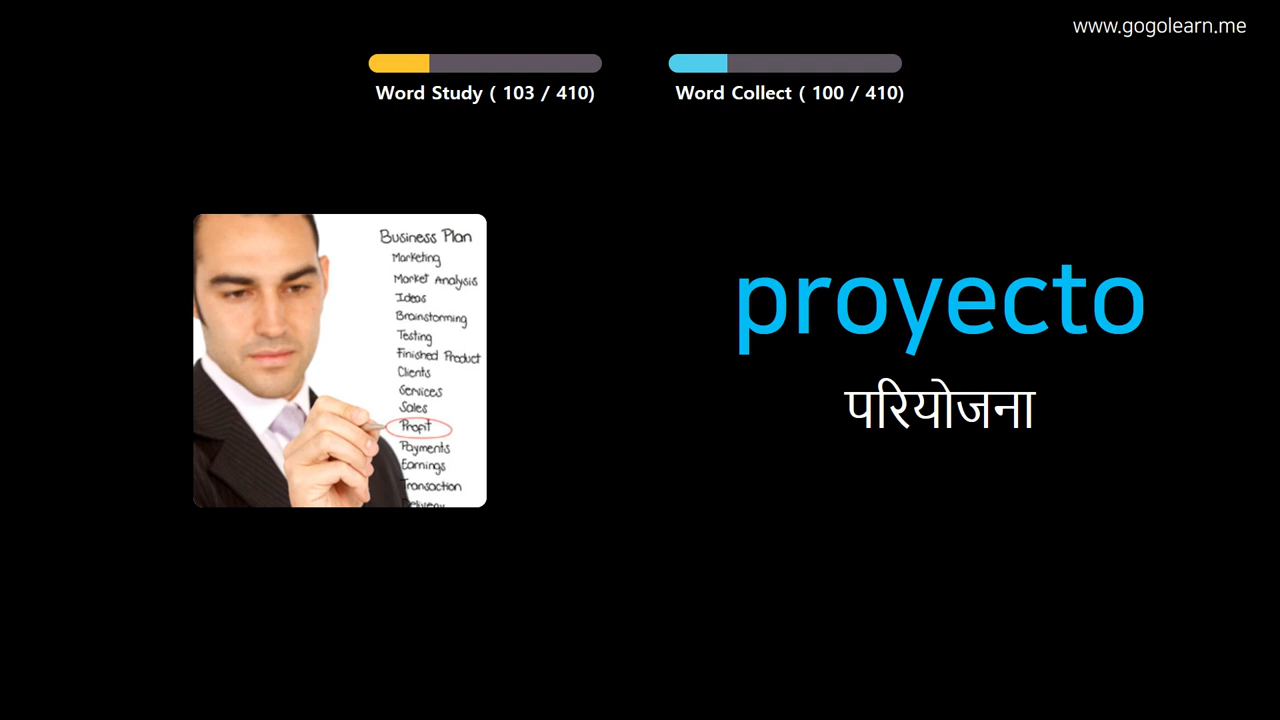 www.gogolearn.me
Word Study ( 103 / 410)
Word Collect ( 100 / 410)
Business Plan
Marketing
Market Analysis
Ideas
Brainstorming
Testing
Finished Product
Clients
Services
Sales
Profit
Payments
Earnings
Transaction
Delivery
proyecto
परियोजना